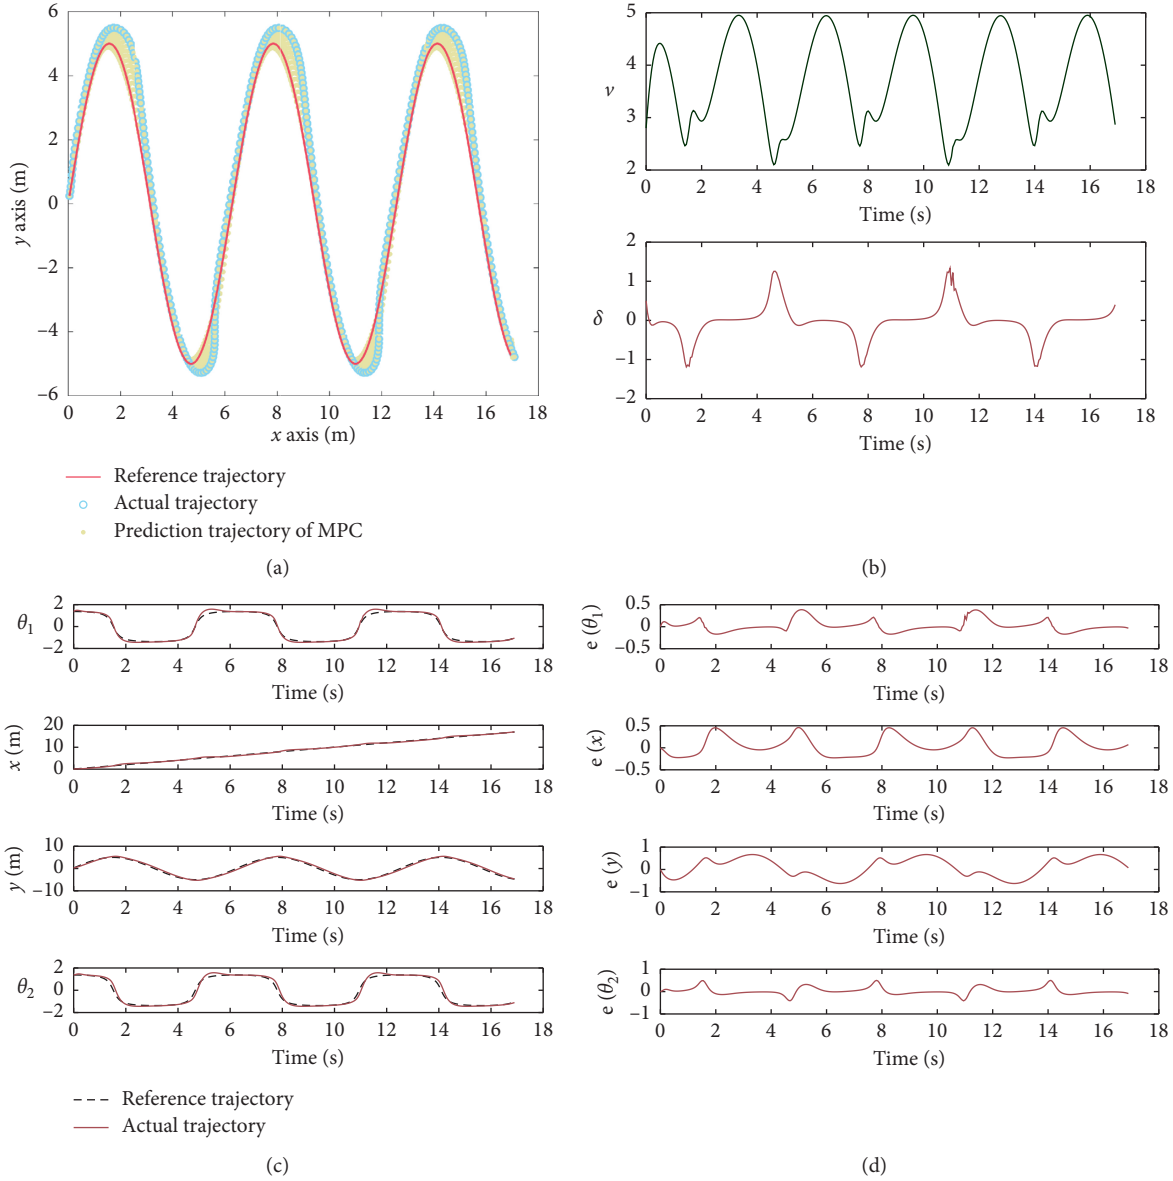 6
4
2
0
−2
−4
−6
y axis (m)
0 2 4 6 8 10 12 14 16 18
x axis (m)
Reference trajectory
Actual trajectory
Prediction trajectory of MPC
(a)
5
4
3
2
v
0 2 4 6 8 10 12 14 16 18
Time (s)
2
1
0
−1
−2
δ
0 2 4 6 8 10 12 14 16 18
Time (s)
(b)
2
0
−2
θ1
0 2 4 6 8 10 12 14 16 18
Time (s)
20
10
0
x (m)
0 2 4 6 8 10 12 14 16 18
Time (s)
10
0
−10
y (m)
0 2 4 6 8 10 12 14 16 18
Time (s)
2
0
−2
θ2
0 2 4 6 8 10 12 14 16 18
Time (s)
Reference trajectory
Actual trajectory
(c)
0.5
0
−0.5
e (θ1)
0 2 4 6 8 10 12 14 16 18
Time (s)
0.5
0
−0.5
e (x)
0 2 4 6 8 10 12 14 16 18
Time (s)
1
0
−1
e (y)
0 2 4 6 8 10 12 14 16 18
Time (s)
1
0
−1
e (θ2)
0 2 4 6 8 10 12 14 16 18
Time (s)
(d)